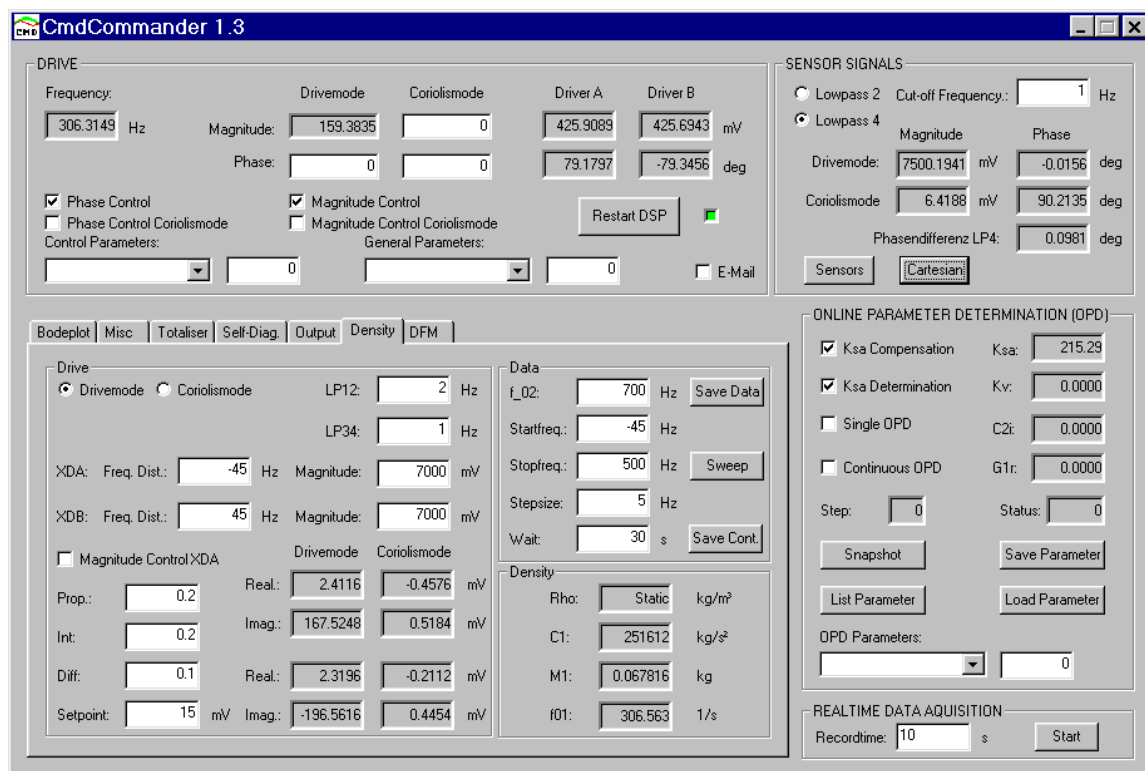 CMD CmdCommander 1.3
DRIVE
Frequency: Drivemode Coriolismode Driver A Driver B
306.3149 Hz Magnitude: 159.3835 0 425.9089 425.6943 mV
Phase: 0 0 79.1797 -79.3456 deg
Phase Control Magnitude Control
Phase Control Coriolismode Magnitude Control Coriolismode
Restart DSP
Control Parameters: General Parameters:
0 0 E-Mail
SENSOR SIGNALS
Lowpass 2 Cut-off Frequency.: 1 Hz
Lowpass 4
Magnitude Phase
Drivemode: 7500.1941 mV -0.0156 deg
Coriolismode 6.4188 mV 90.2135 deg
Phasendifferenz LP4: 0.0981 deg
Sensors Cartesian
Bodeplot Misc Totaliser Self-Diag. Output Density DFM
Drive
Drivemode Coriolismode LP12: 2 Hz
LP34: 1 Hz
XDA: Freq. Dist.: -45 Hz Magnitude: 7000 mV
XDB: Freq. Dist.: 45 Hz Magnitude: 7000 mV
Magnitude Control XDA Drivemode Coriolismode
Prop.: 0.2 Real.: 2.4116 -0.4576 mV
Int: 0.2 Imag.: 167.5248 0.5184 mV
Diff: 0.1 Real.: 2.3196 -0.2112 mV
Setpoint: 15 mV Imag.: -196.5616 0.4454 mV
Data
f_02: 700 Hz Save Data
Startfreq.: -45 Hz
Stopfreq.: 500 Hz Sweep
Stepsize: 5 Hz
Wait: 30 s Save Cont.
Density
Rho: Static kg/m³
C1: 251612 kg/s²
M1: 0.067816 kg
f01: 306.563 1/s
ONLINE PARAMETER DETERMINATION (OPD)
Ksa Compensation Ksa: 215.29
Ksa Determination Kv: 0.0000
Single OPD C2i: 0.0000
Continuous OPD G1r: 0.0000
Step: 0 Status: 0
Snapshot Save Parameter
List Parameter Load Parameter
OPD Parameters:
0
REALTIME DATA AQUISITION
Recordtime: 10 s Start